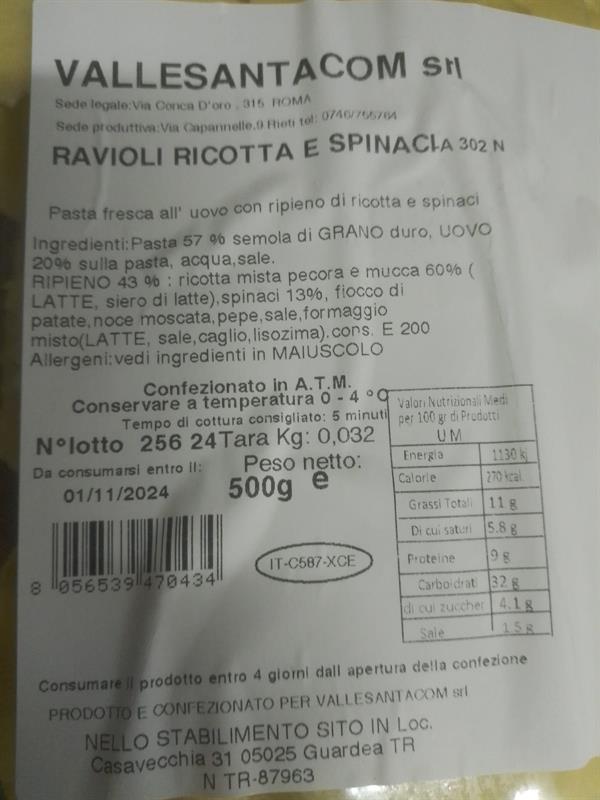 VALLESANTACOM srl
Sede legale:Via Conca D'oro , 315 ROMA
Sede produttiva:Via Capannelle,9 Rieti tel: 0746/755764
RAVIOLI RICOTTA E SPINACIA 302 N
Pasta fresca all' uovo con ripieno di ricotta e spinaci
Ingredienti:Pasta 57 % semola di GRANO duro, UOVO
20% sulla pasta, acqua,sale.
RIPIENO 43 % : ricotta mista pecora e mucca 60% (
LATTE, siero di latte),spinaci 13%, fiocco di
patate,noce moscata,pepe,sale,formaggio
misto(LATTE, sale,caglio,lisozima).cons. E 200
Allergeni:vedi ingredienti in MAIUSCOLO
Confezionato in A.T.M.
Conservare a temperatura 0 - 4 °C
Tempo di cottura consigliato: 5 minuti
N°lotto 256 24 Tara Kg: 0,032
Da consumarsi entro il: Peso netto:
01/11/2024 500g e
Valori Nutrizionali Medi
per 100 gr di Prodotti
U M
Energia 1130 kj
Calorie 270 kcal
Grassi Totali 11 g
Di cui saturi 5.8 g
Proteine 9 g
Carboidrati 32 g
di cui zuccher 4.1 g
Sale 1.5 g
8 056539 470434
IT-C587-XCE
Consumare il prodotto entro 4 giorni dall apertura della confezione
PRODOTTO E CONFEZIONATO PER VALLESANTACOM srl
NELLO STABILIMENTO SITO IN Loc.
Casavecchia 31 05025 Guardea TR
N TR-87963